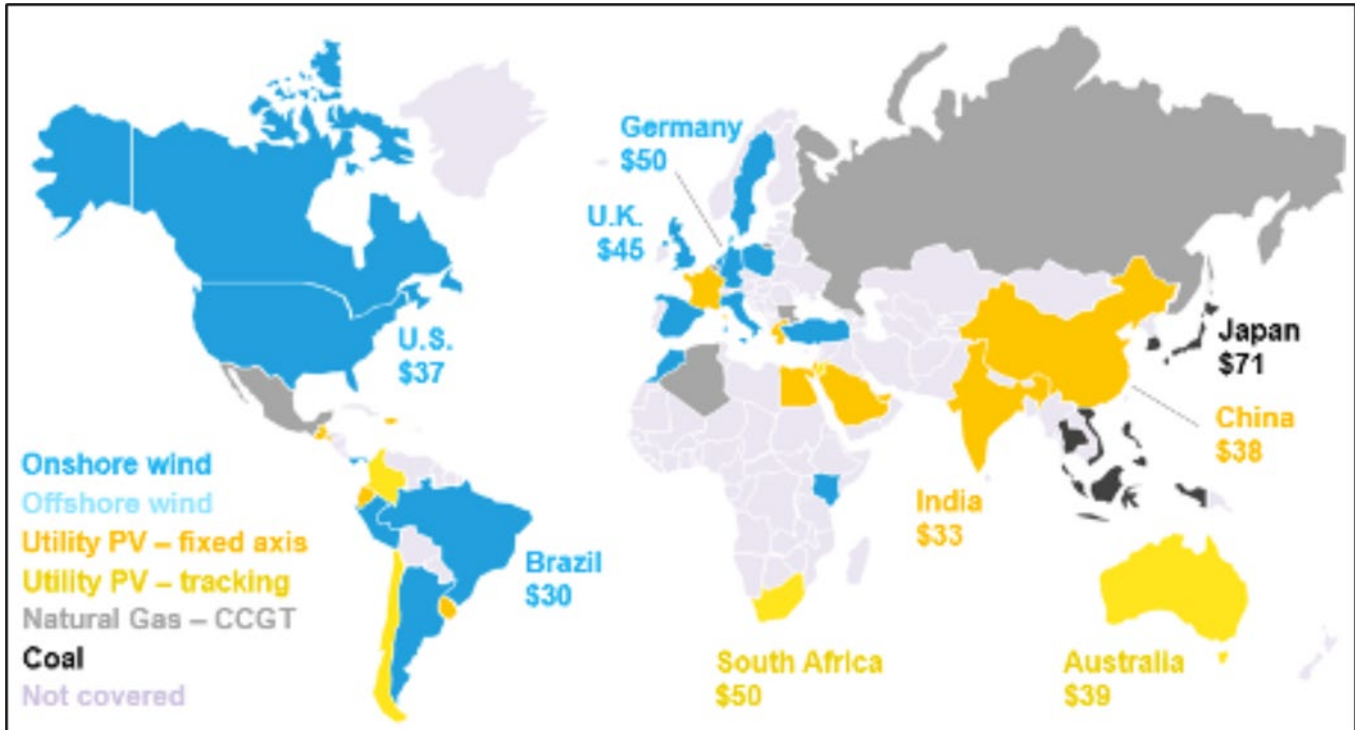 Germany
$50
U.K.
$45
U.S.
$37
Japan
$71
China
$38
India
$33
Brazil
$30
South Africa
$50
Australia
$39
Onshore wind
Offshore wind
Utility PV – fixed axis
Utility PV – tracking
Natural Gas – CCGT
Coal
Not covered